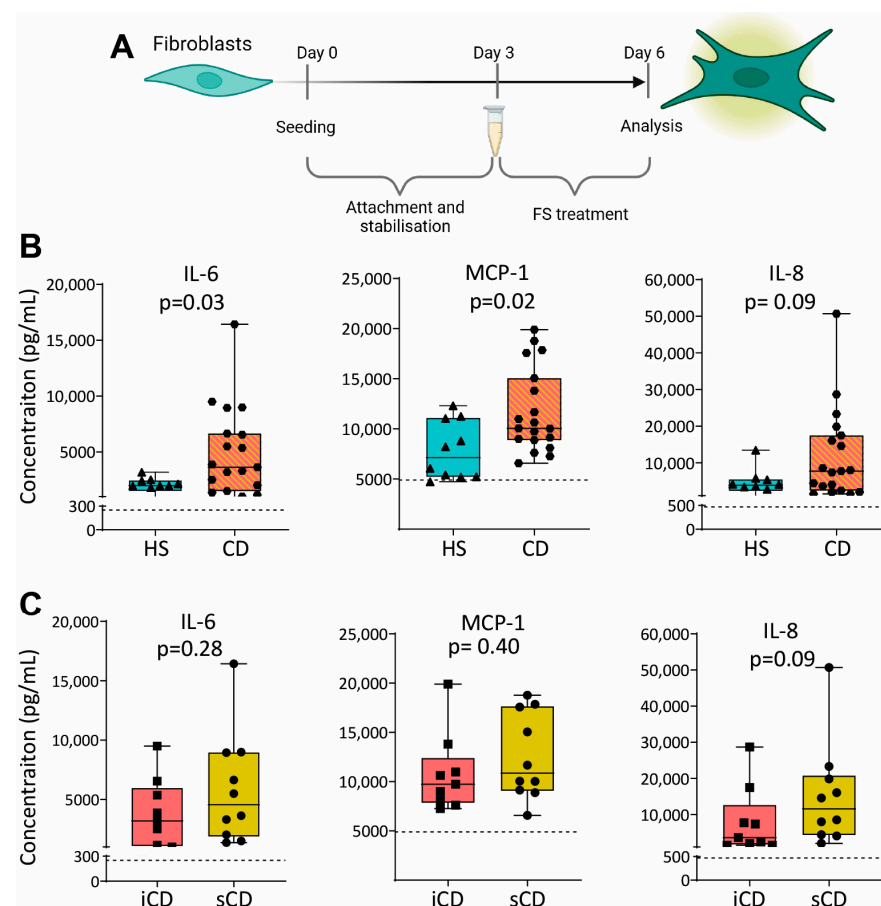 A
Fibroblasts
Day 0
Day 3
Day 6
Seeding
Analysis
Attachment and
stabilisation
FS treatment
B
Concentraiton (pg/mL)
IL-6
p=0.03
20,000
15,000
10,000
5000
300
0
HS
CD
MCP-1
p=0.02
25,000
20,000
15,000
10,000
5000
HS
CD
IL-8
p= 0.09
60,000
50,000
40,000
30,000
20,000
10,000
500
0
HS
CD
C
Concentraiton (pg/mL)
IL-6
p=0.28
20,000
15,000
10,000
5000
300
0
iCD
sCD
MCP-1
p= 0.40
25,000
20,000
15,000
10,000
5000
iCD
sCD
IL-8
p=0.09
60,000
50,000
40,000
30,000
20,000
10,000
500
0
iCD
sCD